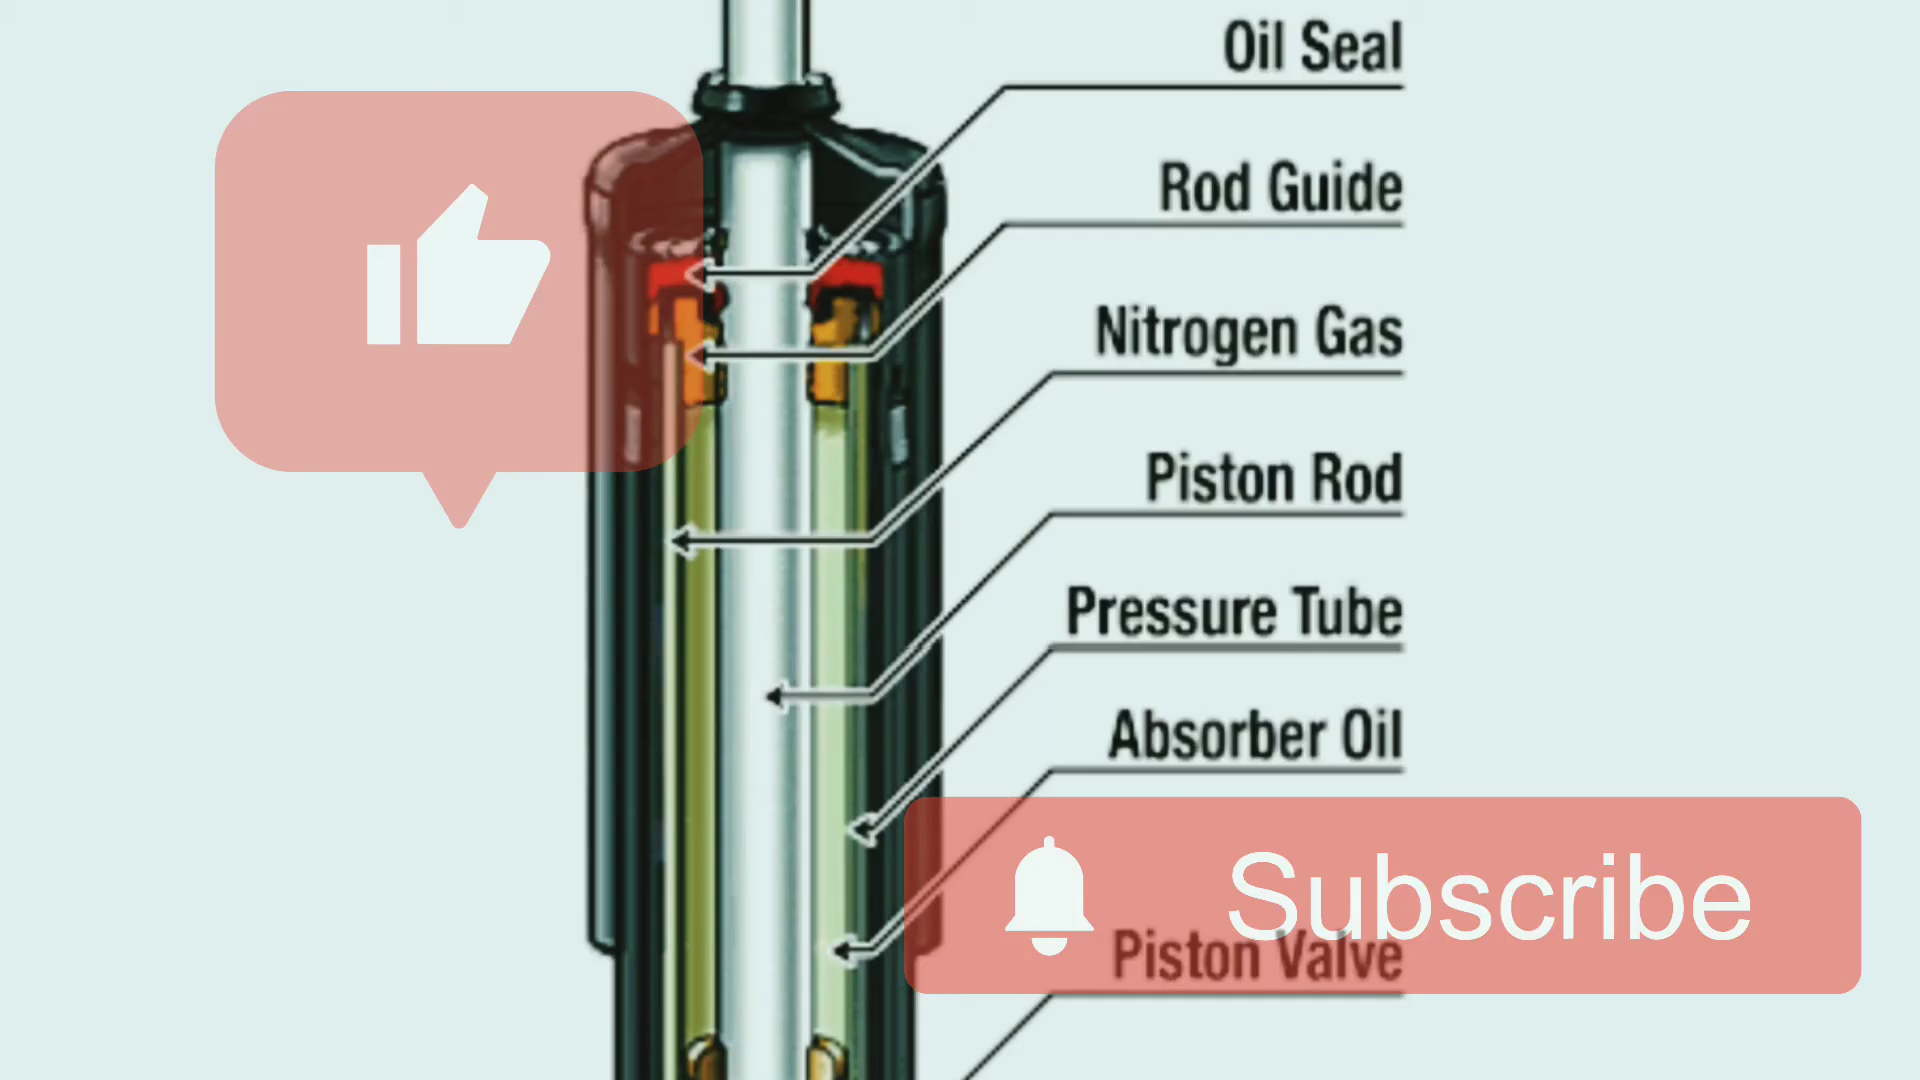 Oil Seal
Rod Guide
Nitrogen Gas
Piston Rod
Pressure Tube
Absorber Oil
Subscribe
Piston Valve